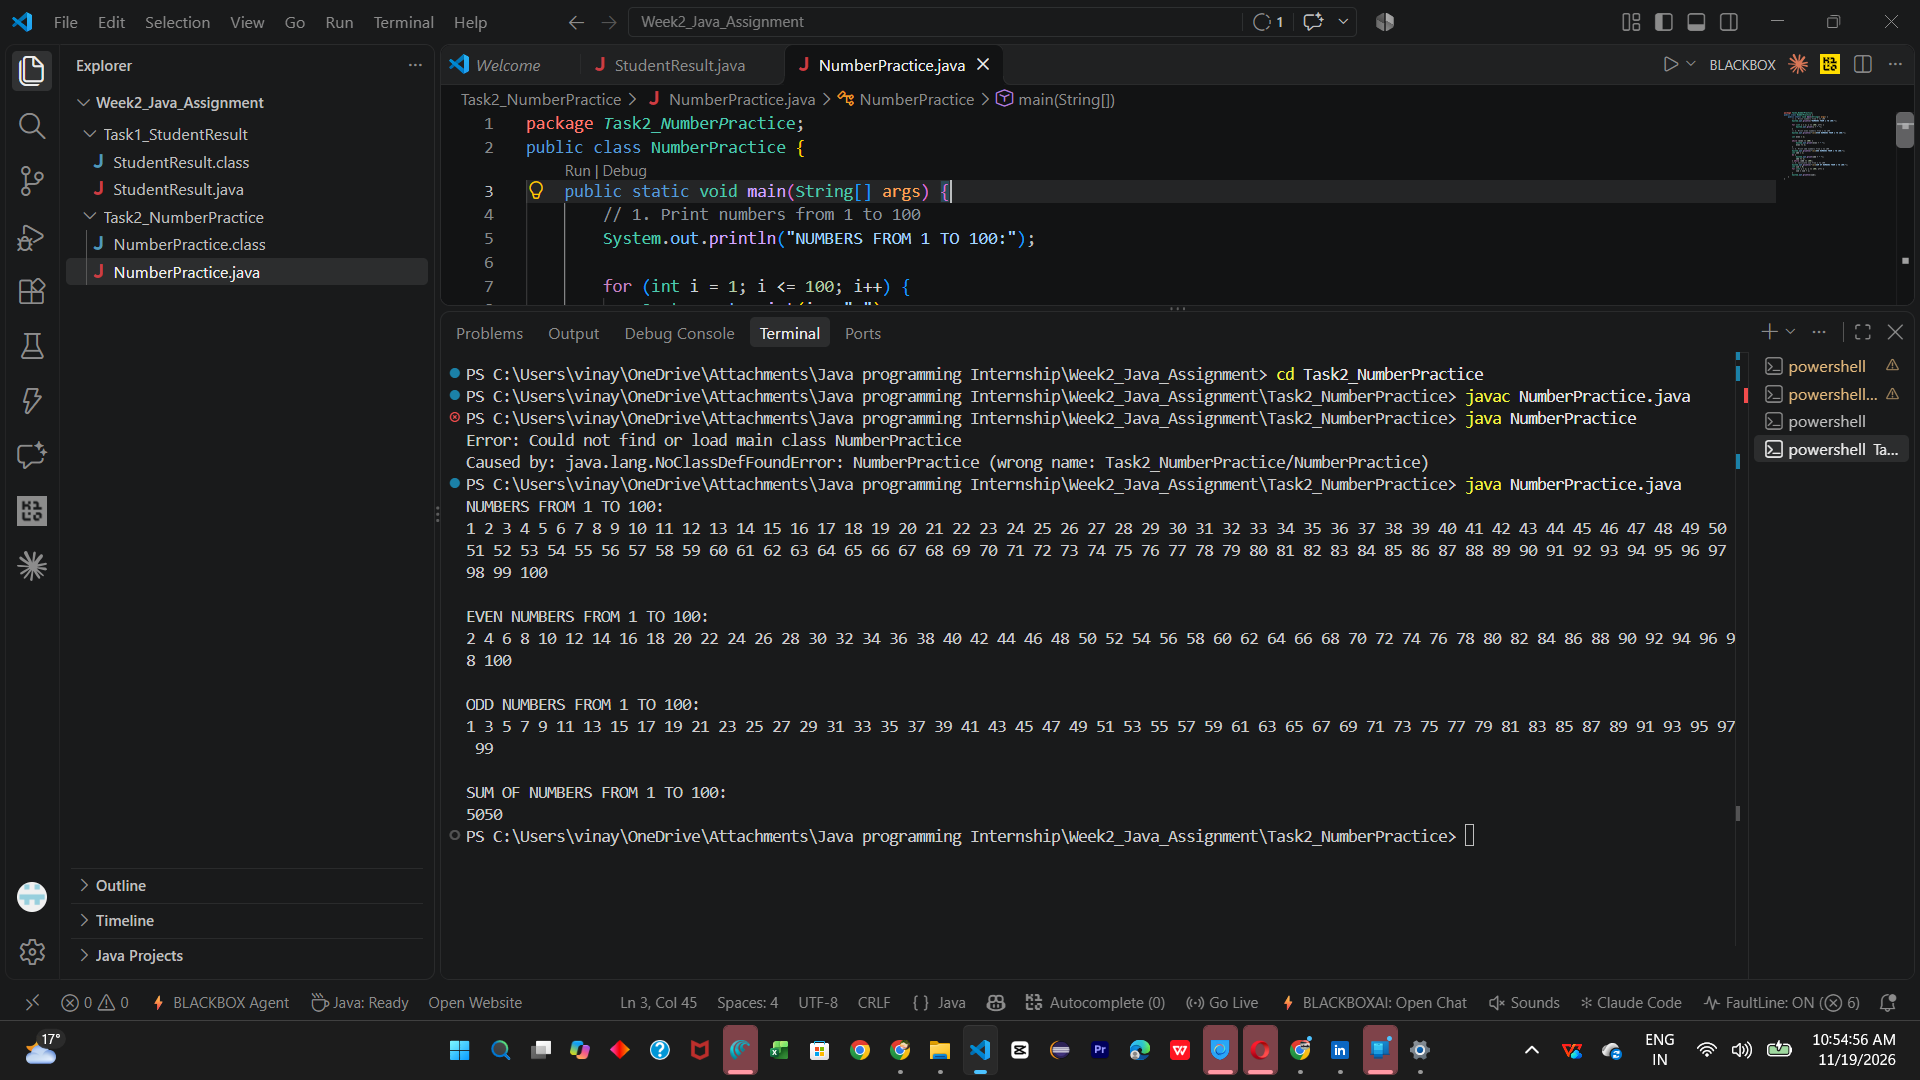 File Edit Selection View Go Run Terminal Help
Week2_Java_Assignment
1
Explorer
Week2_Java_Assignment
Task1_StudentResult
StudentResult.class
StudentResult.java
Task2_NumberPractice
NumberPractice.class
NumberPractice.java
Outline
Timeline
Java Projects
Welcome
StudentResult.java
NumberPractice.java
BLACKBOX
Task2_NumberPractice > NumberPractice.java > NumberPractice > main(String[])
1 package Task2_NumberPractice;
2 public class NumberPractice {
Run | Debug
3 public static void main(String[] args) {
4 // 1. Print numbers from 1 to 100
5 System.out.println("NUMBERS FROM 1 TO 100:");
6
7 for (int i = 1; i <= 100; i++) {
Problems Output Debug Console Terminal Ports
PS C:\Users\vinay\OneDrive\Attachments\Java programming Internship\Week2_Java_Assignment> cd Task2_NumberPractice
PS C:\Users\vinay\OneDrive\Attachments\Java programming Internship\Week2_Java_Assignment\Task2_NumberPractice> javac NumberPractice.java
PS C:\Users\vinay\OneDrive\Attachments\Java programming Internship\Week2_Java_Assignment\Task2_NumberPractice> java NumberPractice
Error: Could not find or load main class NumberPractice
Caused by: java.lang.NoClassDefFoundError: NumberPractice (wrong name: Task2_NumberPractice/NumberPractice)
PS C:\Users\vinay\OneDrive\Attachments\Java programming Internship\Week2_Java_Assignment\Task2_NumberPractice> java NumberPractice.java
NUMBERS FROM 1 TO 100:
1 2 3 4 5 6 7 8 9 10 11 12 13 14 15 16 17 18 19 20 21 22 23 24 25 26 27 28 29 30 31 32 33 34 35 36 37 38 39 40 41 42 43 44 45 46 47 48 49 50
51 52 53 54 55 56 57 58 59 60 61 62 63 64 65 66 67 68 69 70 71 72 73 74 75 76 77 78 79 80 81 82 83 84 85 86 87 88 89 90 91 92 93 94 95 96 97
98 99 100
EVEN NUMBERS FROM 1 TO 100:
2 4 6 8 10 12 14 16 18 20 22 24 26 28 30 32 34 36 38 40 42 44 46 48 50 52 54 56 58 60 62 64 66 68 70 72 74 76 78 80 82 84 86 88 90 92 94 96 9
8 100
ODD NUMBERS FROM 1 TO 100:
1 3 5 7 9 11 13 15 17 19 21 23 25 27 29 31 33 35 37 39 41 43 45 47 49 51 53 55 57 59 61 63 65 67 69 71 73 75 77 79 81 83 85 87 89 91 93 95 97
99
SUM OF NUMBERS FROM 1 TO 100:
5050
PS C:\Users\vinay\OneDrive\Attachments\Java programming Internship\Week2_Java_Assignment\Task2_NumberPractice>
powershell
powershell...
powershell
powershell Ta...
0 0 BLACKBOX Agent Java: Ready Open Website Ln 3, Col 45 Spaces: 4 UTF-8 CRLF {} Java Autocomplete (0) Go Live BLACKBOXAI: Open Chat Sounds Claude Code FaultLine: ON ( 6)
17°
Pr
W
in
ENG
IN
10:54:56 AM
11/19/2026